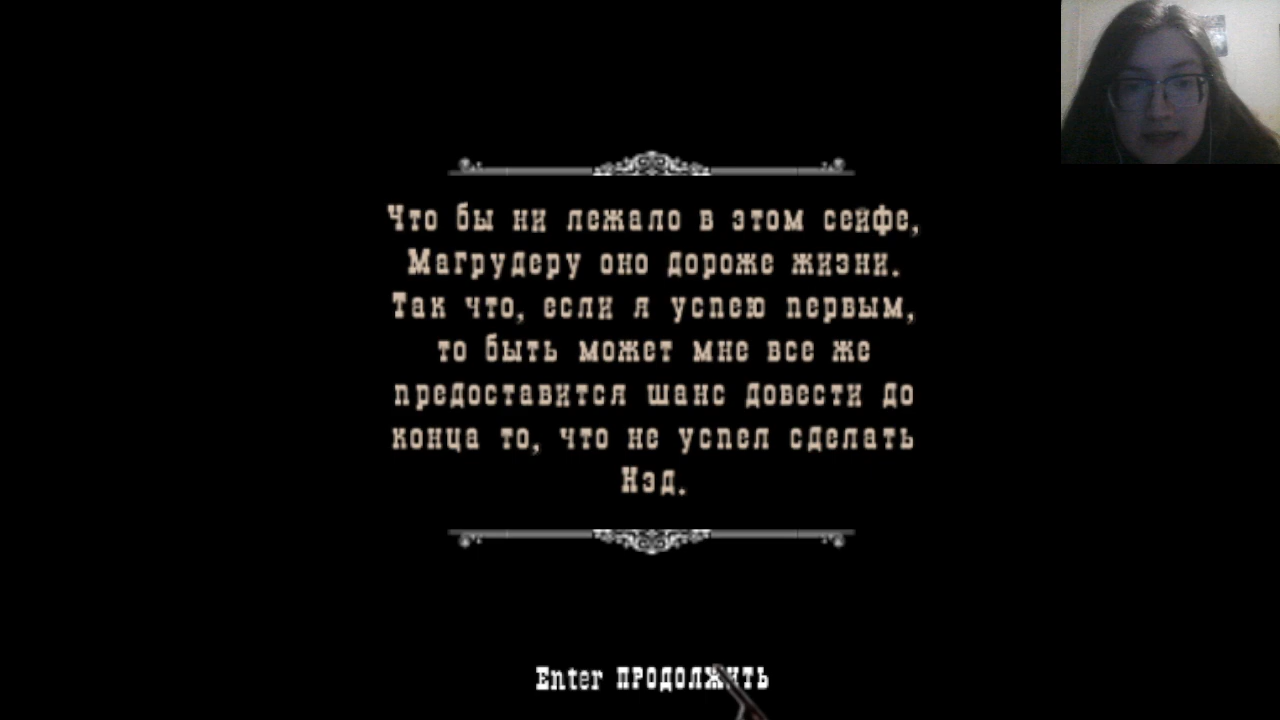 Что бы ни лежало в этом сейфе,
Магрудеру оно дороже жизни.
Так что, если я успею первым,
то быть может мне все же
предоставится шанс довести до
конца то, что не успел сделать
Нэд.
Enter ПРОДОЛЖИТЬ